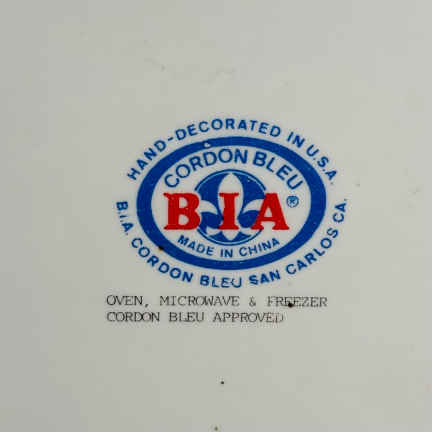 HAND-DECORATED IN U.S.A.
CORDON BLEU
BIA®
MADE IN CHINA
B.I.A. CORDON BLEU SAN CARLOS CA.
OVEN, MICROWAVE & FREEZER
CORDON BLEU APPROVED